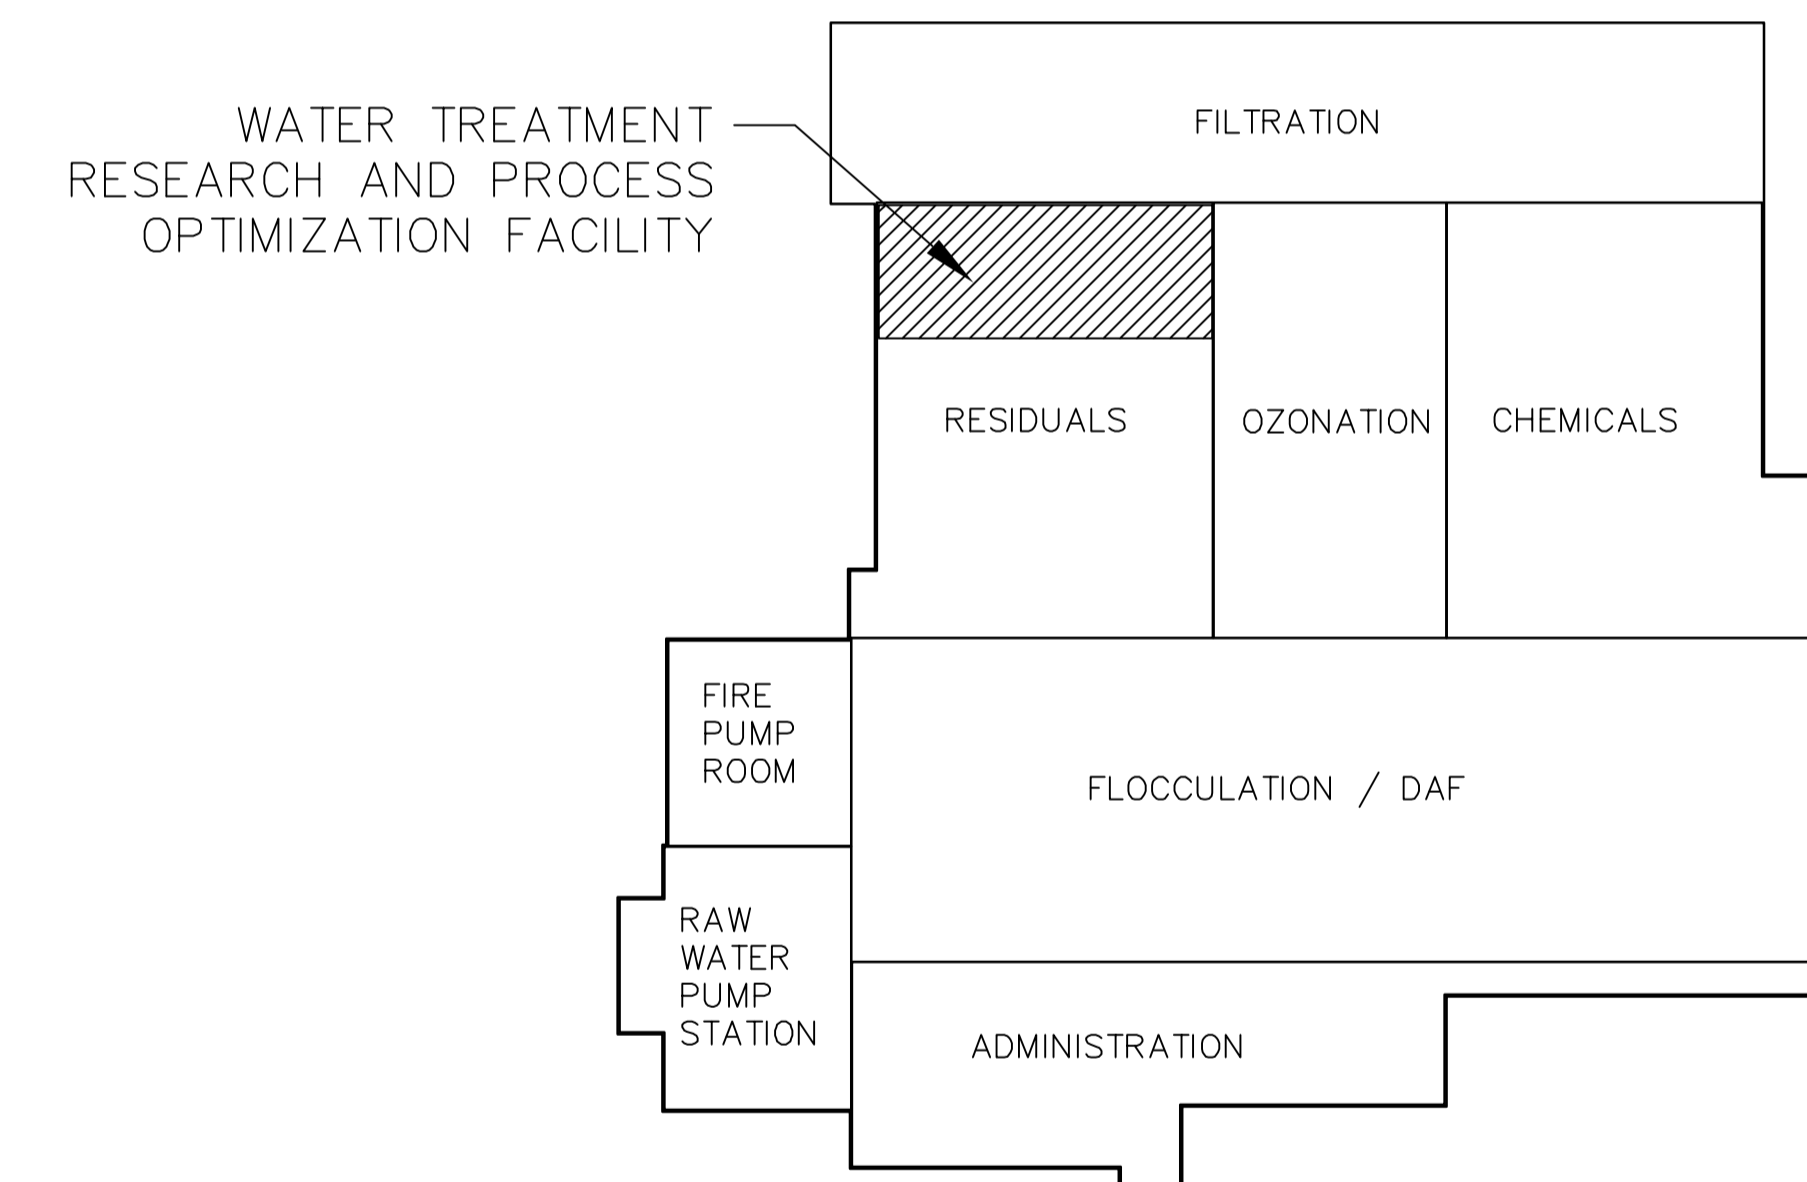 FILTRATION
WATER TREATMENT
RESEARCH AND PROCESS
OPTIMIZATION FACILITY
RESIDUALS
OZONATION
CHEMICALS
FIRE
PUMP
ROOM
FLOCCULATION / DAF
RAW
WATER
PUMP
STATION
ADMINISTRATION